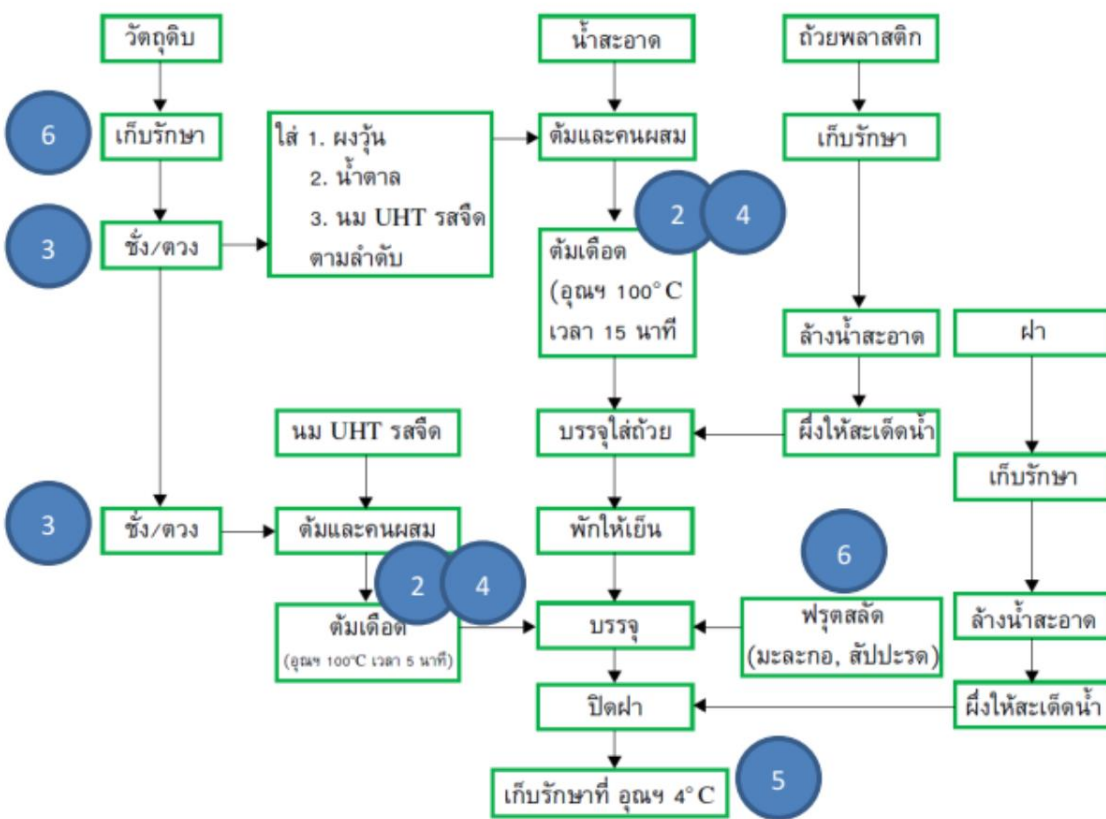 วัตถุดิบ
น้ำสะอาด
ถ้วยพลาสติก
6
เก็บรักษา
ใส่ 1. ผงวุ้น
2. น้ำตาล
3. นม UHT รสจืด
ตามลำดับ
ต้มและคนผสม
เก็บรักษา
3
ชั่ง/ตวง
2
4
ต้มเดือด
(อุณฯ 100°C
เวลา 15 นาที
ล้างน้ำสะอาด
ฝา
นม UHT รสจืด
บรรจุใส่ถ้วย
ผึ่งให้สะเด็ดน้ำ
เก็บรักษา
3
ชั่ง/ตวง
ต้มและคนผสม
พักให้เย็น
6
2
4
ต้มเดือด
(อุณฯ 100°C เวลา 5 นาที)
บรรจุ
ฟรุตสลัด
(มะละกอ, สัปปะรด)
ล้างน้ำสะอาด
ปิดฝา
ผึ่งให้สะเด็ดน้ำ
เก็บรักษาที่ อุณฯ 4°C
5